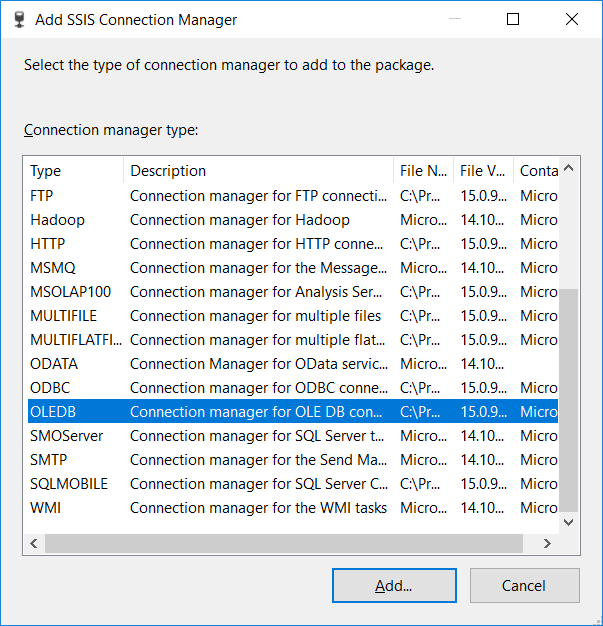 Add SSIS Connection Manager
Select the type of connection manager to add to the package.
Connection manager type:
Type Description File N... File V... Conta
FTP Connection manager for FTP connecti... C:\Pr... 15.0.9... Micro
Hadoop Connection manager for Hadoop Micro... 14.10... Micro
HTTP Connection manager for HTTP conne... C:\Pr... 15.0.9... Micro
MSMQ Connection manager for the Message... Micro... 14.10... Micro
MSOLAP100 Connection manager for Analysis Ser... C:\Pr... 15.0.9... Micro
MULTIFILE Connection manager for multiple files C:\Pr... 15.0.9... Micro
MULTIFLATFI... Connection manager for multiple flat... C:\Pr... 15.0.9... Micro
ODATA Connection Manager for OData servic... Micro... 14.10...
ODBC Connection manager for ODBC conne... C:\Pr... 15.0.9... Micro
OLEDB Connection manager for OLE DB con... C:\Pr... 15.0.9... Micro
SMOServer Connection manager for SQL Server t... Micro... 14.10... Micro
SMTP Connection manager for the Send Ma... Micro... 14.10... Micro
SQLMOBILE Connection manager for SQL Server C... C:\Pr... 15.0.9... Micro
WMI Connection manager for the WMI tasks Micro... 14.10... Micro
Add... Cancel